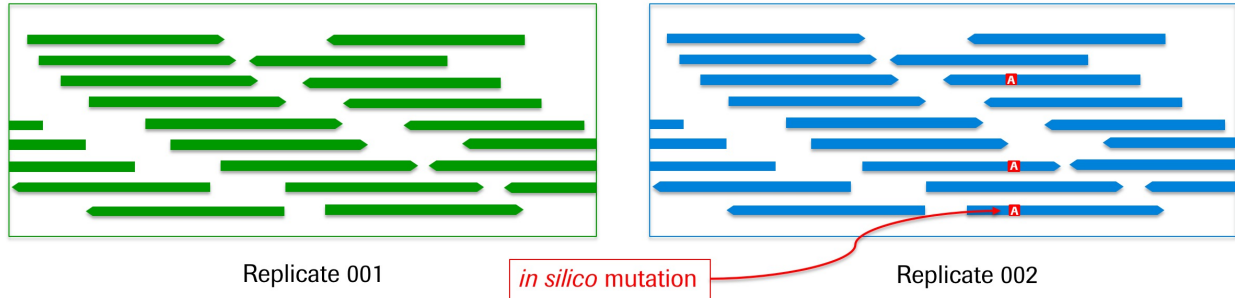 A
A
A
Replicate 001
in silico mutation
Replicate 002